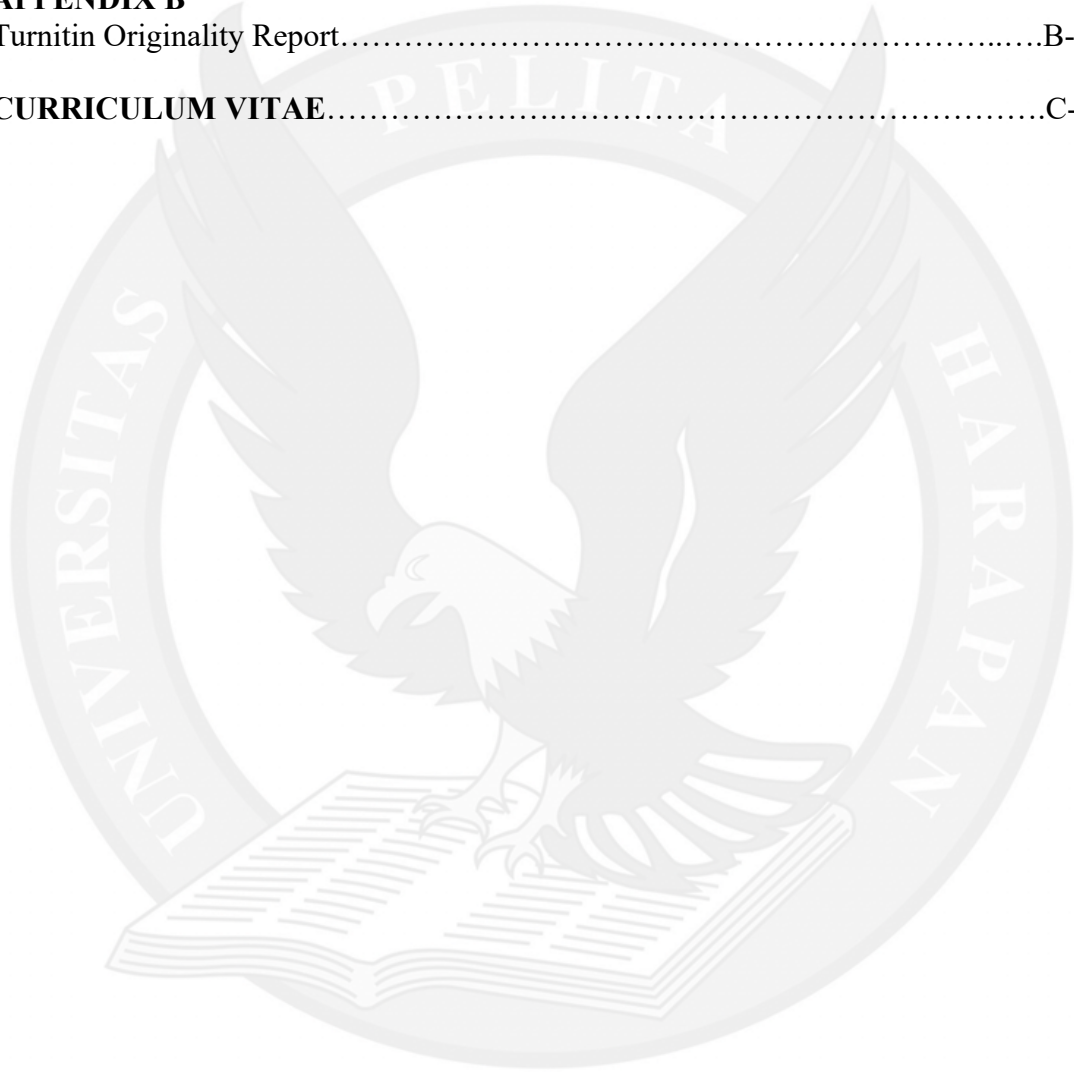 APPENDIX B
Turnitin Originality Report…………………..…………………………………..….B-
CURRICULUM VITAE…………………..……………………………………….C-
UNIVERSITAS PELITA HARAPAN